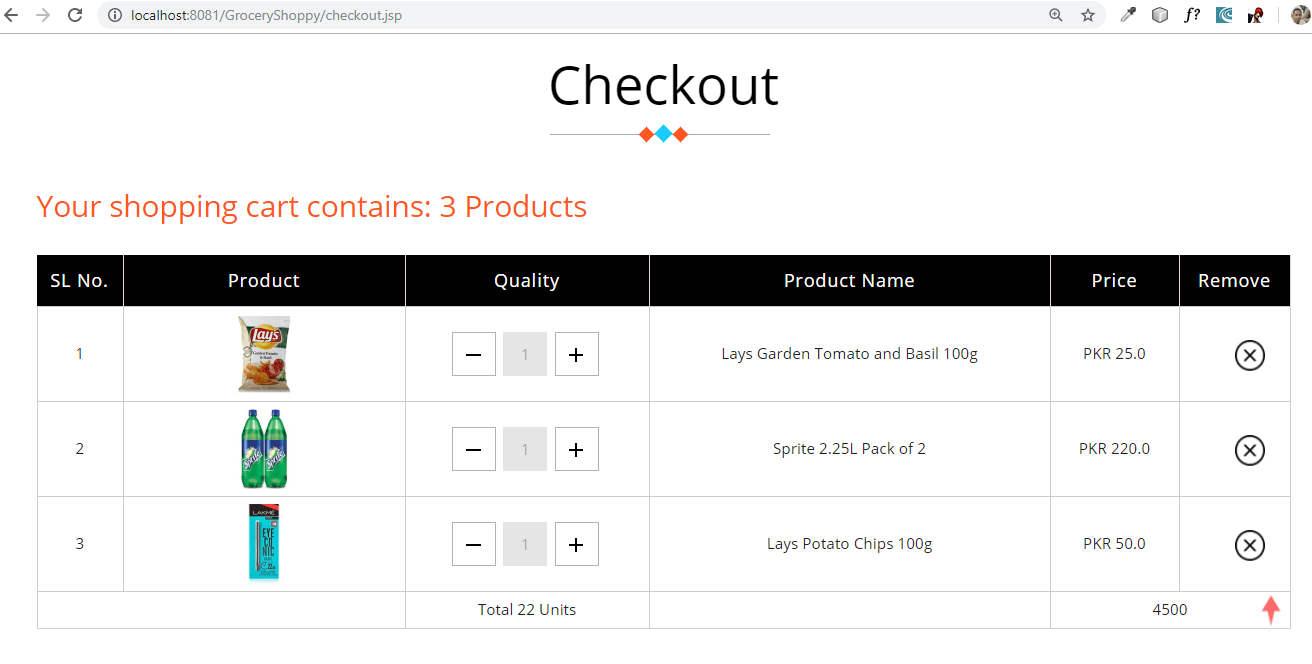 localhost:8081/GroceryShoppy/checkout.jsp
f?
Checkout
Your shopping cart contains: 3 Products
SL No. Product Quality Product Name Price Remove
Lays
1 1 Lays Garden Tomato and Basil 100g PKR 25.0
Sprite Sprite
2 1 Sprite 2.25L Pack of 2 PKR 220.0
LAKMÉ
EYE
CO
NIC
3 1 Lays Potato Chips 100g PKR 50.0
Total 22 Units 4500